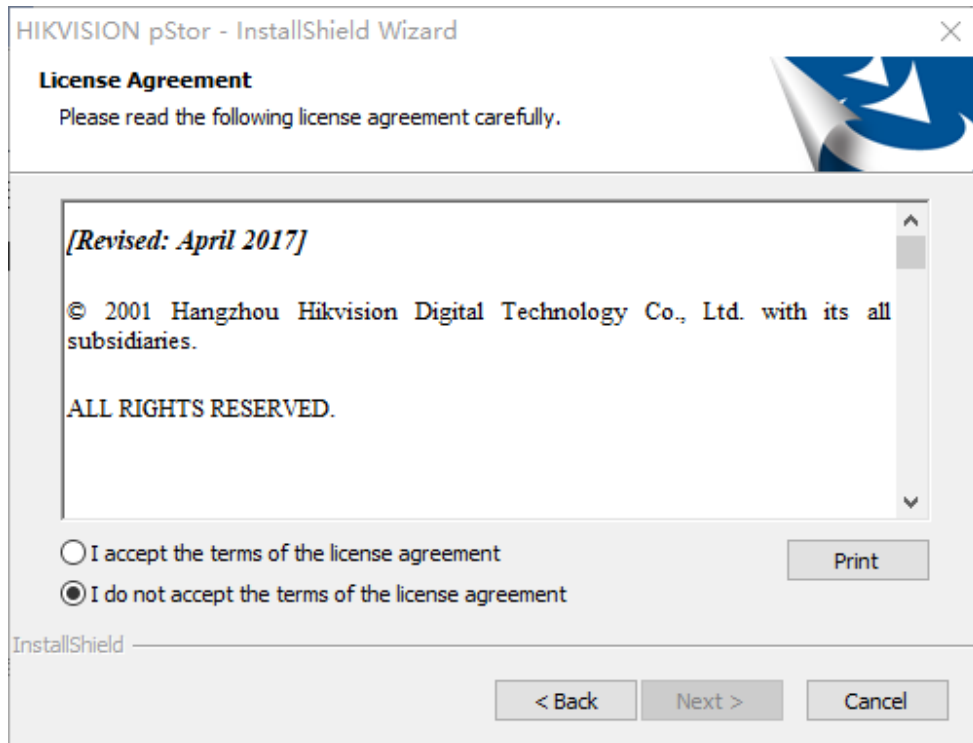 HIKVISION pStor - InstallShield Wizard
License Agreement
Please read the following license agreement carefully.
[Revised: April 2017]
© 2001 Hangzhou Hikvision Digital Technology Co., Ltd. with its all
subsidiaries.
ALL RIGHTS RESERVED.
I accept the terms of the license agreement
Print
I do not accept the terms of the license agreement
InstallShield
< Back
Next >
Cancel